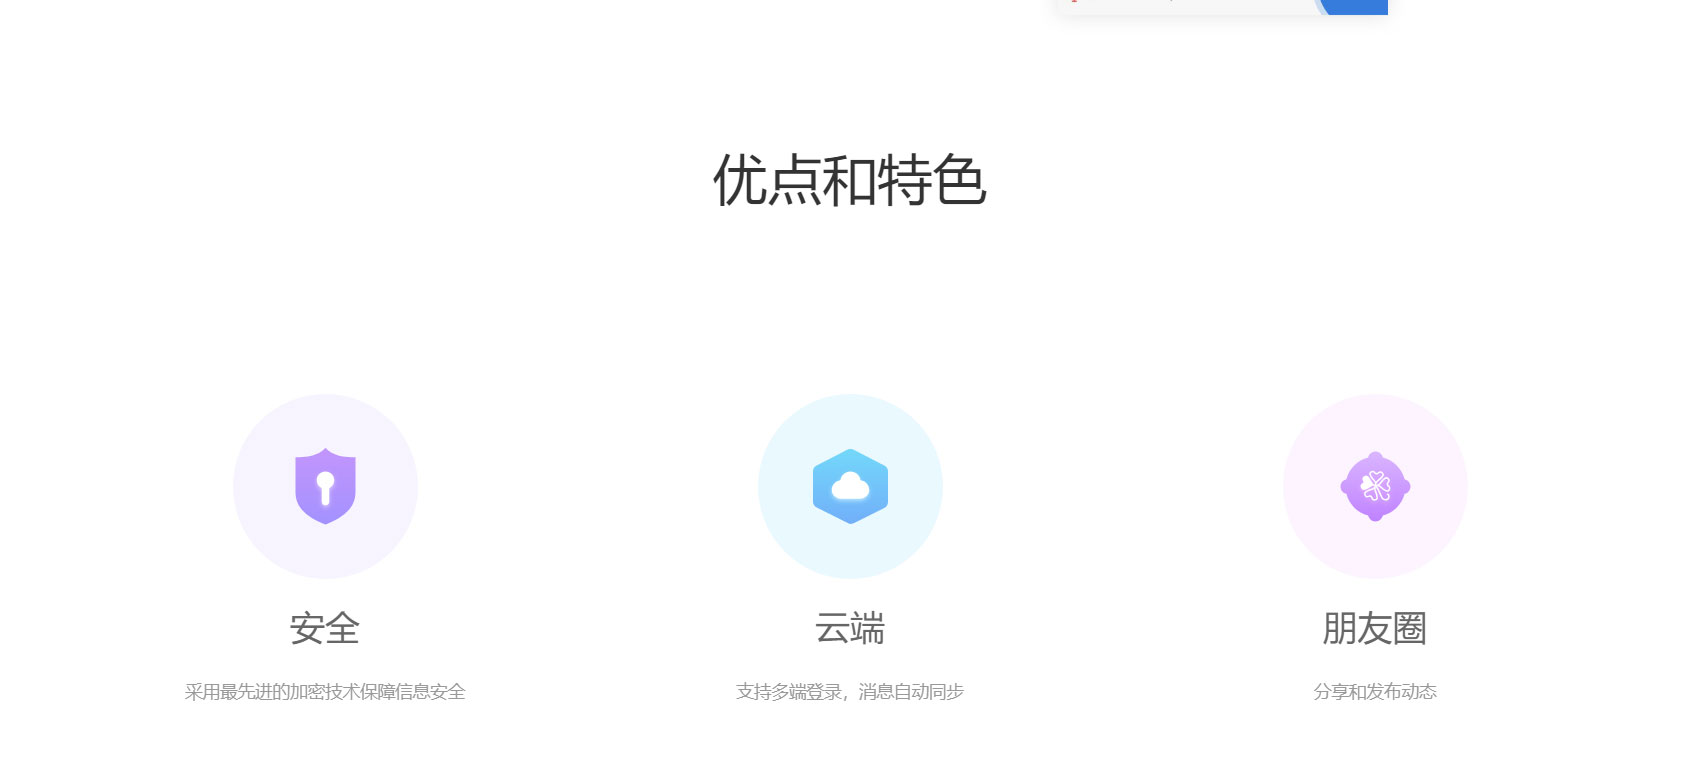 优点和特色
安全
云端
朋友圈
采用最先进的加密技术保障信息安全
支持多端登录，消息自动同步
分享和发布动态